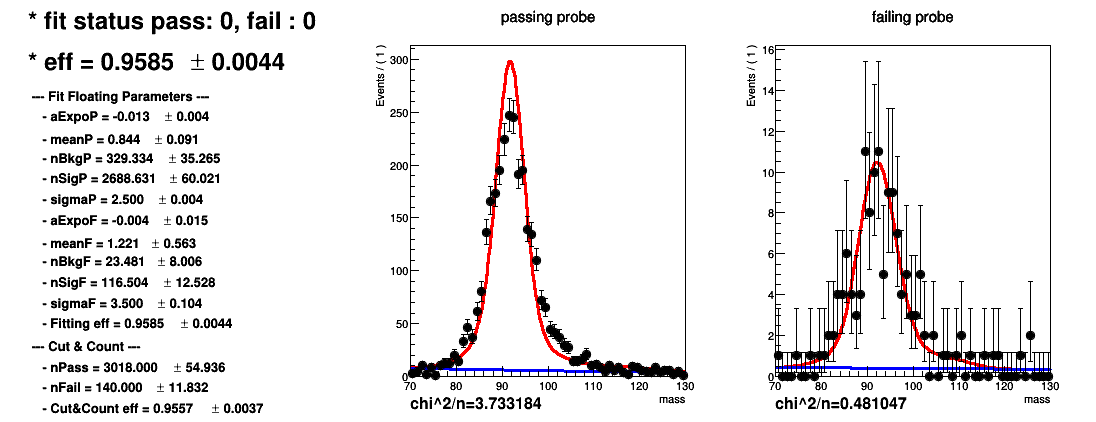 * fit status pass: 0, fail : 0
* eff = 0.9585 ± 0.0044
--- Fit Floating Parameters ---
- aExpoP = -0.013 ± 0.004
- meanP = 0.844 ± 0.091
- nBkgP = 329.334 ± 35.265
- nSigP = 2688.631 ± 60.021
- sigmaP = 2.500 ± 0.004
- aExpoF = -0.004 ± 0.015
- meanF = 1.221 ± 0.563
- nBkgF = 23.481 ± 8.006
- nSigF = 116.504 ± 12.528
- sigmaF = 3.500 ± 0.104
- Fitting eff = 0.9585 ± 0.0044
--- Cut & Count ---
- nPass = 3018.000 ± 54.936
- nFail = 140.000 ± 11.832
- Cut&Count eff = 0.9557 ± 0.0037
passing probe
Events / ( 1 )
300
250
200
150
100
50
0
70 80 90 100 110 120 130
mass
chi^2/n=3.733184
failing probe
Events / ( 1 )
16
14
12
10
8
6
4
2
0
70 80 90 100 110 120 130
mass
chi^2/n=0.481047